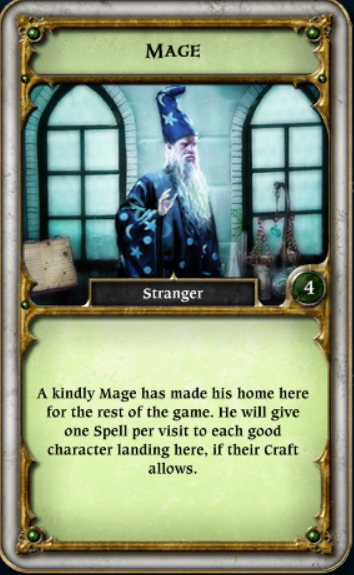 MAGE
Stranger
4
A kindly Mage has made his home here
for the rest of the game. He will give
one Spell per visit to each good
character landing here, if their Craft
allows.